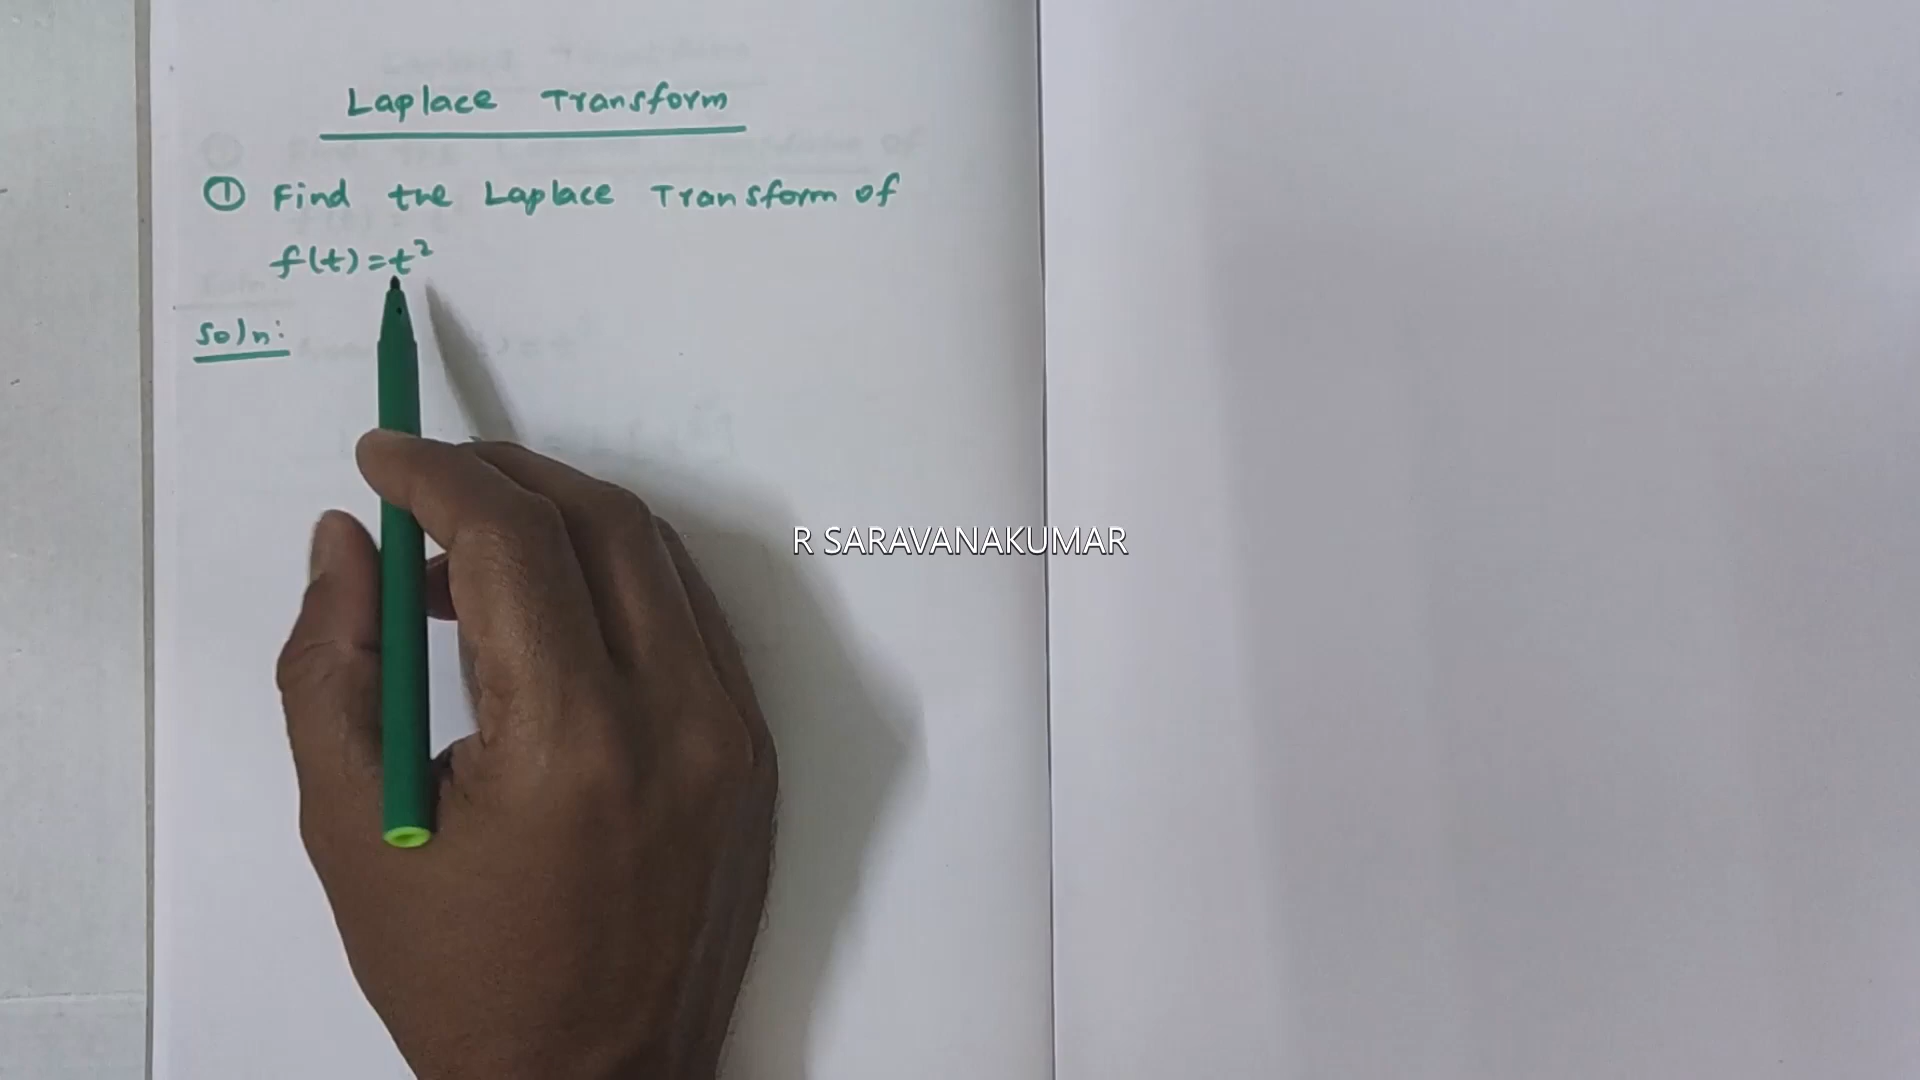 Laplace Transform
① Find the Laplace Transform of
f(t)=t²
Soln:
R SARAVANAKUMAR